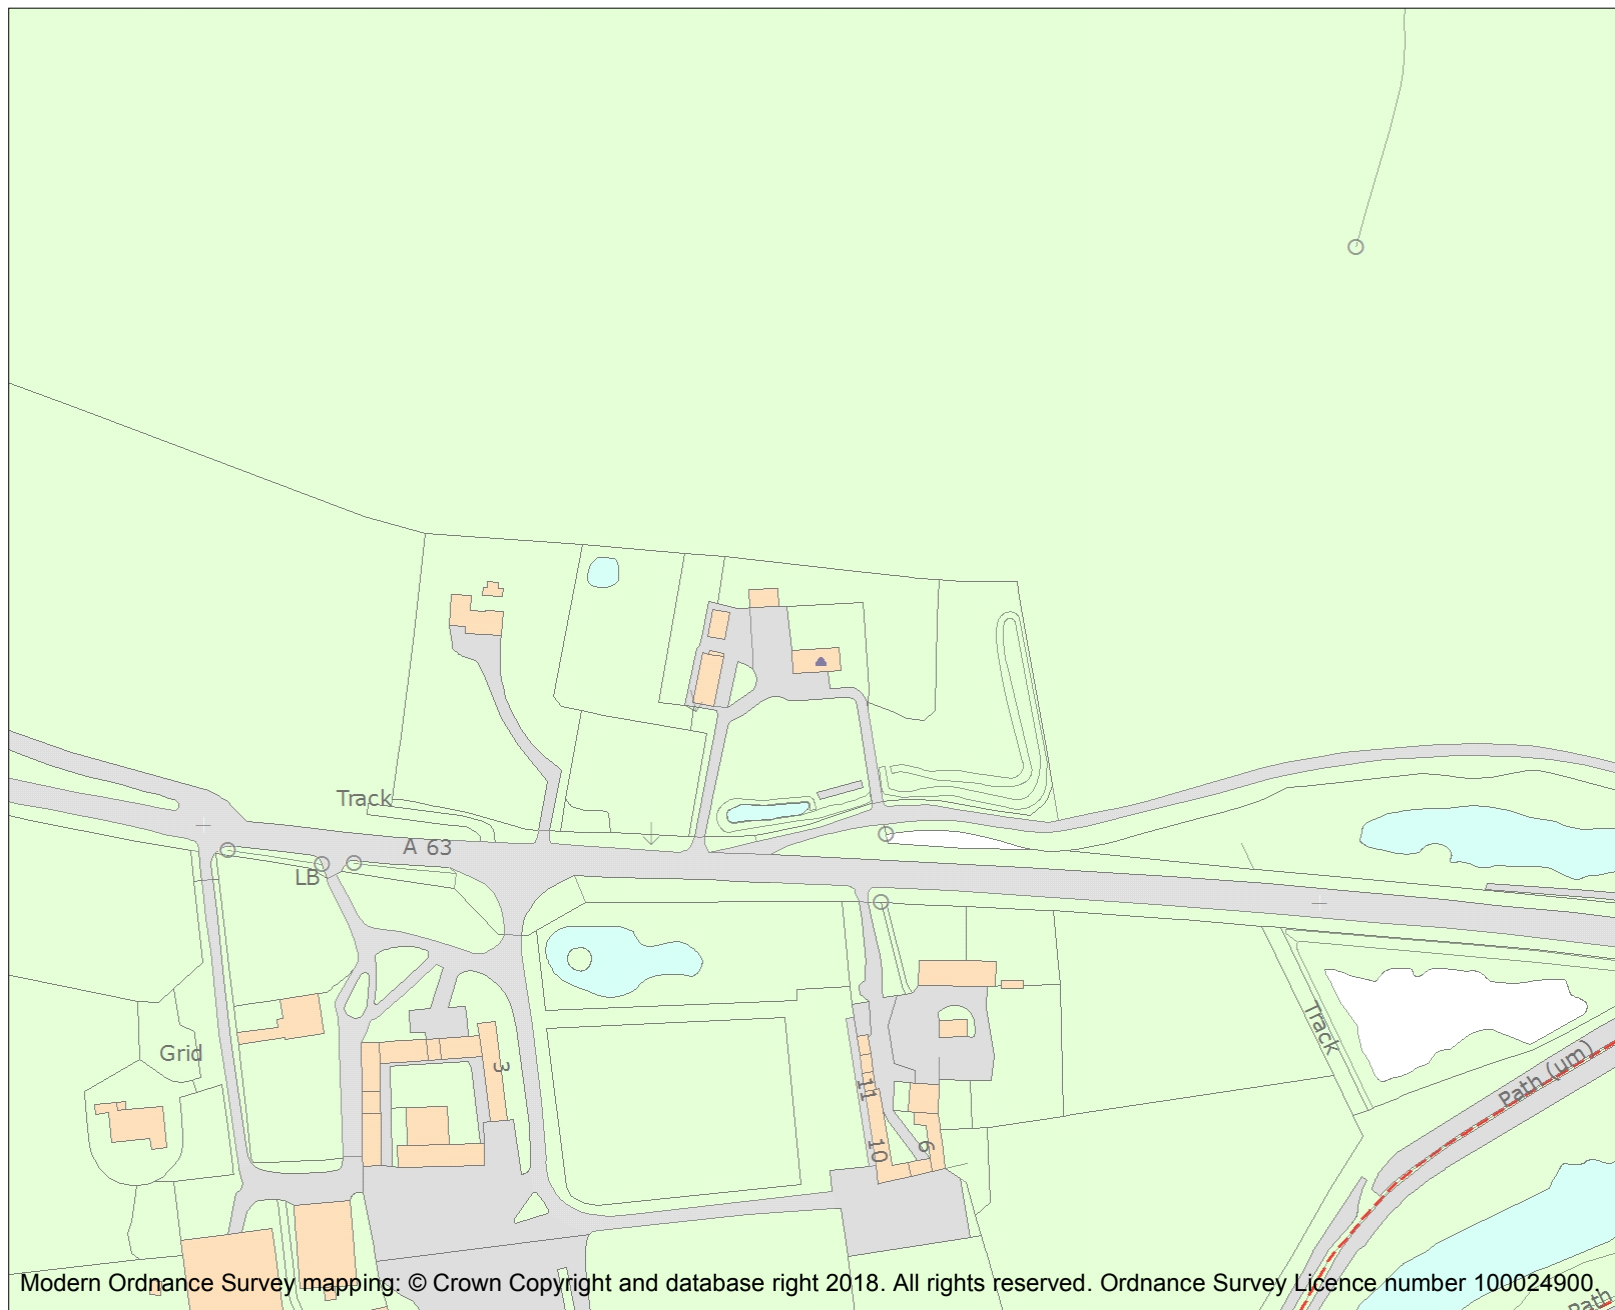 Track
A 63
LB
Grid
3
11
10
6
Track
Path (um)
Path
Modern Ordnance Survey mapping: © Crown Copyright and database right 2018. All rights reserved. Ordnance Survey Licence number 100024900.